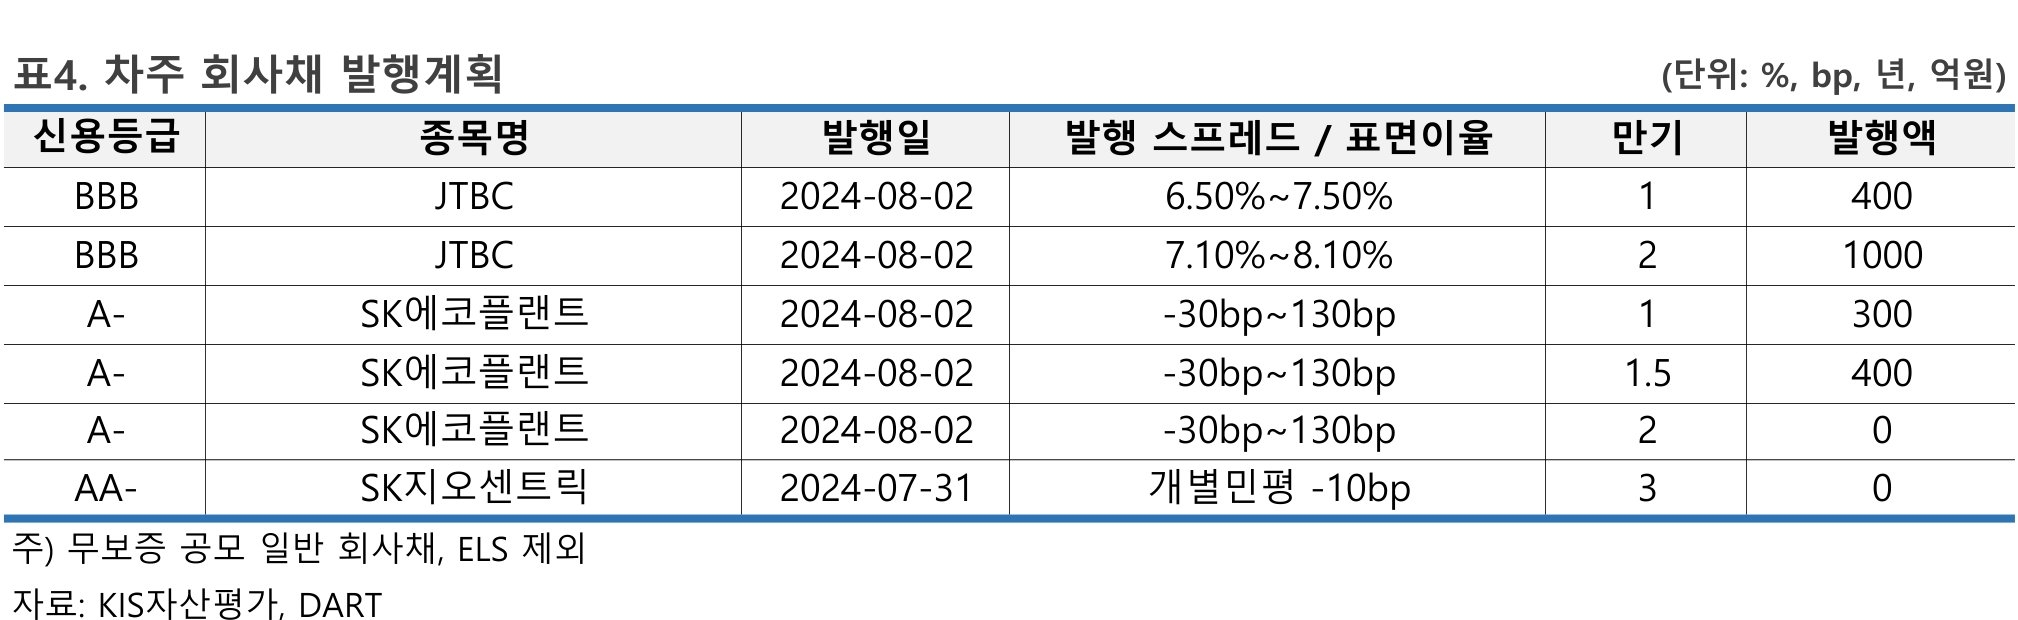 표4. 차주 회사채 발행계획 (단위: %, bp, 년, 억원)
신용등급 종목명 발행일 발행 스프레드 / 표면이율 만기 발행액
BBB JTBC 2024-08-02 6.50%~7.50% 1 400
BBB JTBC 2024-08-02 7.10%~8.10% 2 1000
A- SK에코플랜트 2024-08-02 -30bp~130bp 1 300
A- SK에코플랜트 2024-08-02 -30bp~130bp 1.5 400
A- SK에코플랜트 2024-08-02 -30bp~130bp 2 0
AA- SK지오센트릭 2024-07-31 개별민평 -10bp 3 0
주) 무보증 공모 일반 회사채, ELS 제외
자료: KIS자산평가, DART